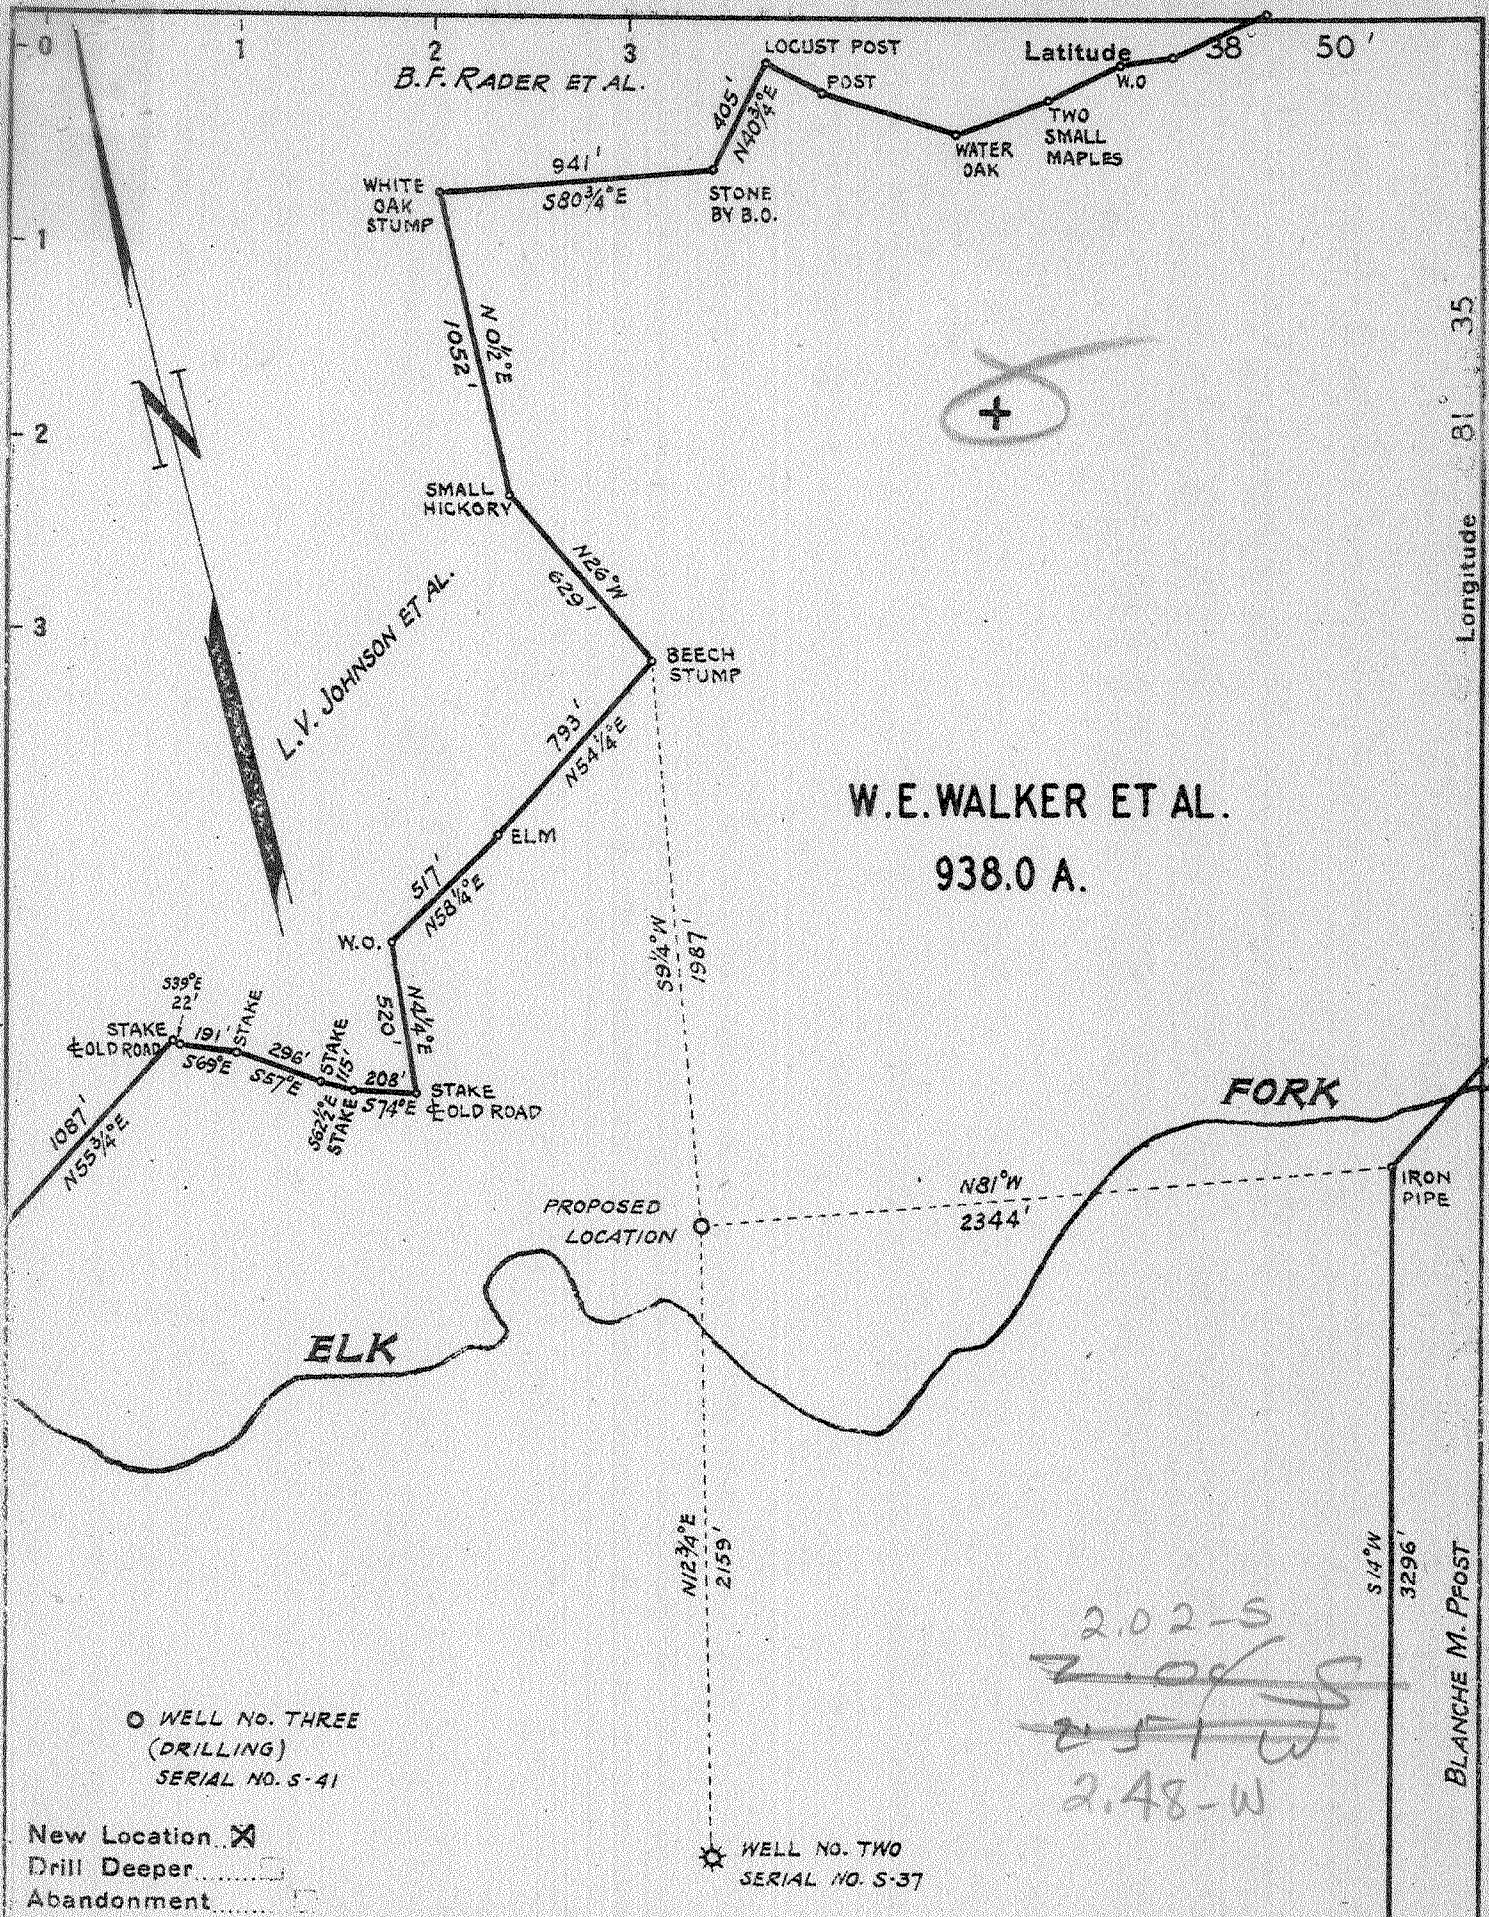 0 1 2 3
1
2
3
Latitude 38 50'
Longitude 81 35
B.F. RADER ET AL.
LOCUST POST
POST
W.O
TWO
SMALL
MAPLES
WATER
OAK
405'
N40¾°E
941'
S80¾°E
STONE
BY B.O.
WHITE
OAK
STUMP
N 0½°E
1052'
N
+
SMALL
HICKORY
N26°W
629'
BEECH
STUMP
L.V. JOHNSON ET AL.
793'
N54¼°E
ELM
W.E. WALKER ET AL.
938.0 A.
517'
N58¼°E
W.O.
S9¼°W
1987'
N4¼°E
520'
S39°E
22'
STAKE
℄ OLD ROAD
191'
S69°E
STAKE
296'
S57°E
STAKE
115'
S62½°E
STAKE
208'
S74°E
STAKE
℄ OLD ROAD
1087'
N55¾°E
FORK
N81°W
2344'
IRON
PIPE
PROPOSED
LOCATION
ELK
N12¾°E
2159'
S14°W
3296'
BLANCHE M. PFOST
2.02-S
2.04 S
2.51 W
2.48-W
WELL NO. THREE
(DRILLING)
SERIAL NO. S-41
New Location X
Drill Deeper
Abandonment
WELL NO. TWO
SERIAL NO. S-37